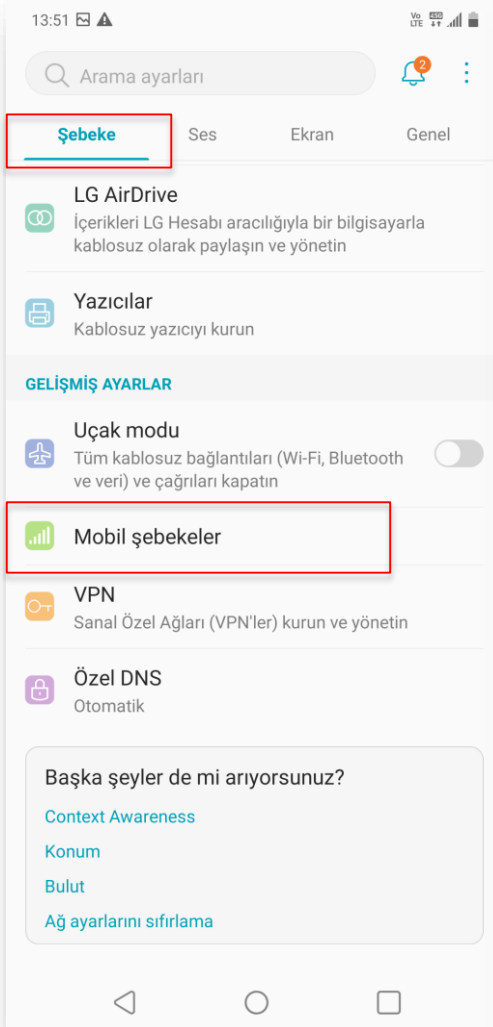 13:51
Vo LTE 4.5G
Arama ayarları
2
Şebeke Ses Ekran Genel
LG AirDrive
İçerikleri LG Hesabı aracılığıyla bir bilgisayarla
kablosuz olarak paylaşın ve yönetin
Yazıcılar
Kablosuz yazıcıyı kurun
GELİŞMİŞ AYARLAR
Uçak modu
Tüm kablosuz bağlantıları (Wi-Fi, Bluetooth
ve veri) ve çağrıları kapatın
Mobil şebekeler
VPN
Sanal Özel Ağları (VPN'ler) kurun ve yönetin
Özel DNS
Otomatik
Başka şeyler de mi arıyorsunuz?
Context Awareness
Konum
Bulut
Ağ ayarlarını sıfırlama